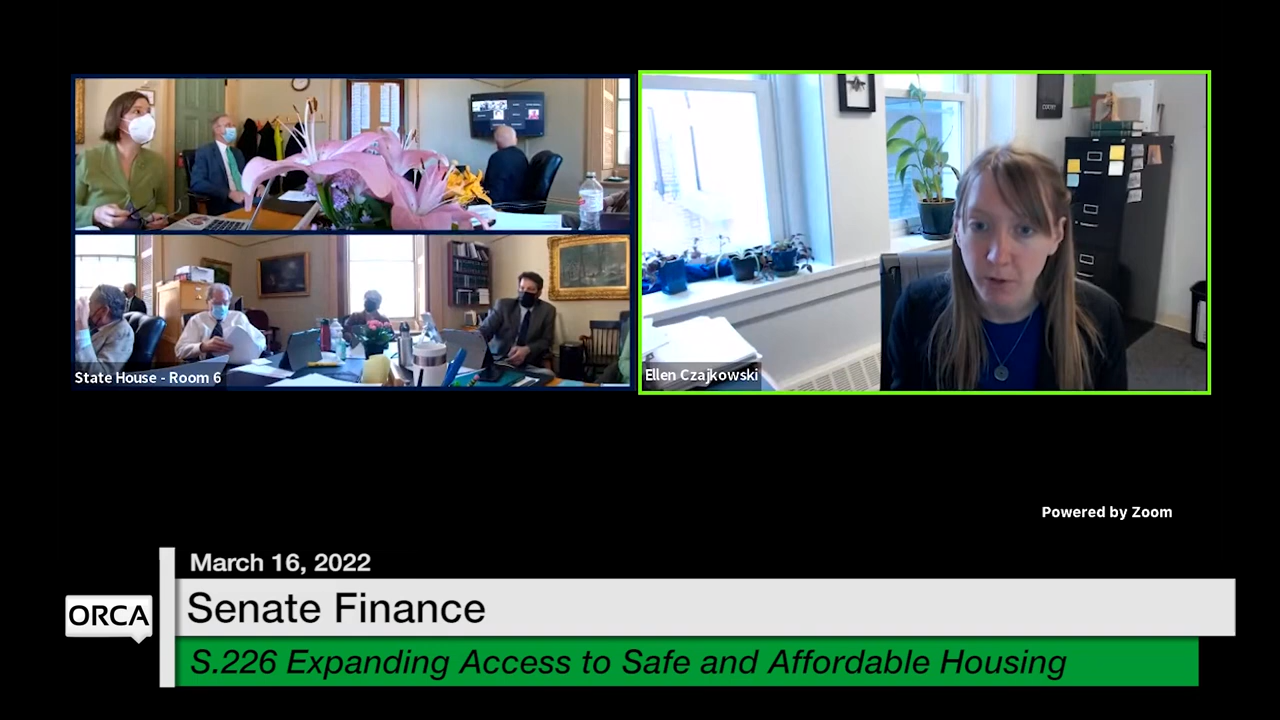 State House - Room 6
Ellen Czajkowski
Powered by Zoom
March 16, 2022
ORCA
Senate Finance
S.226 Expanding Access to Safe and Affordable Housing